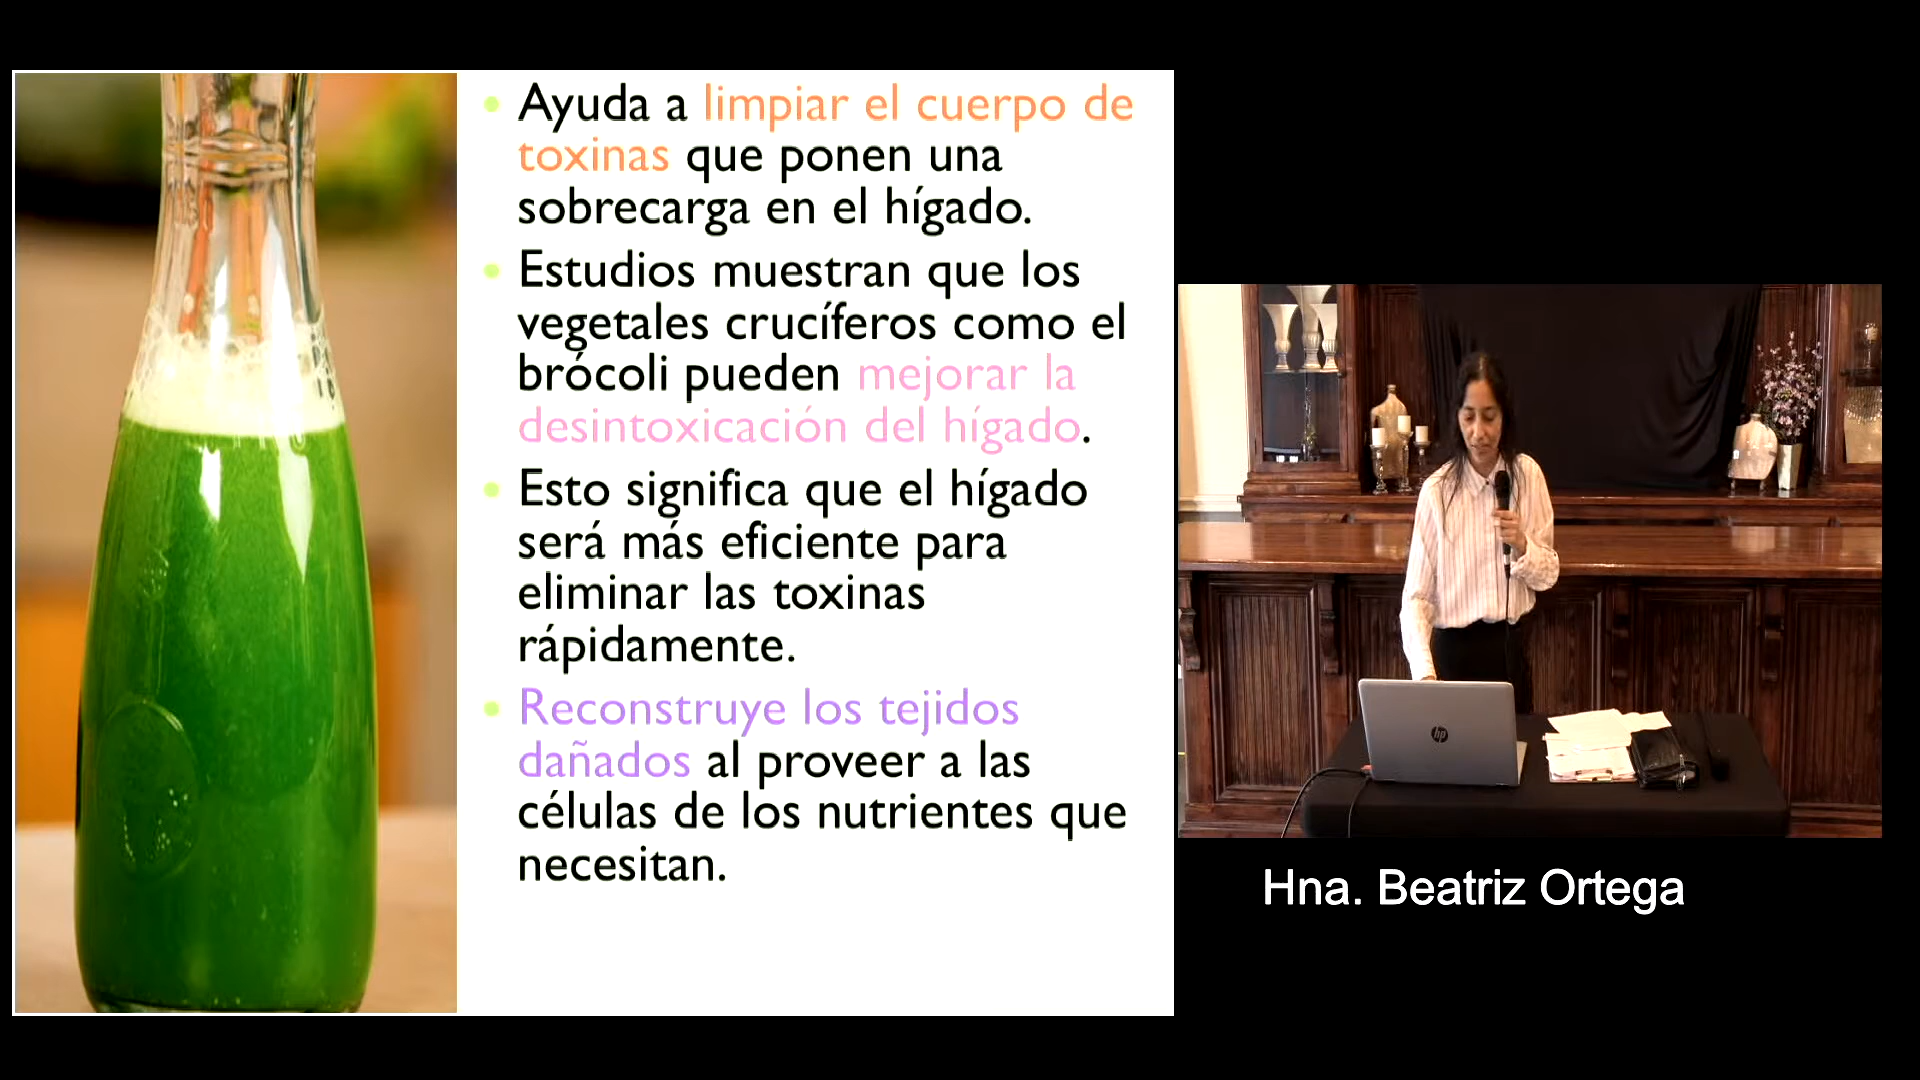 Ayuda a limpiar el cuerpo de
toxinas que ponen una
sobrecarga en el hígado.
Estudios muestran que los
vegetales crucíferos como el
brócoli pueden mejorar la
desintoxicación del hígado.
Esto significa que el hígado
será más eficiente para
eliminar las toxinas
rápidamente.
Reconstruye los tejidos
dañados al proveer a las
células de los nutrientes que
necesitan.
hp
Hna. Beatriz Ortega